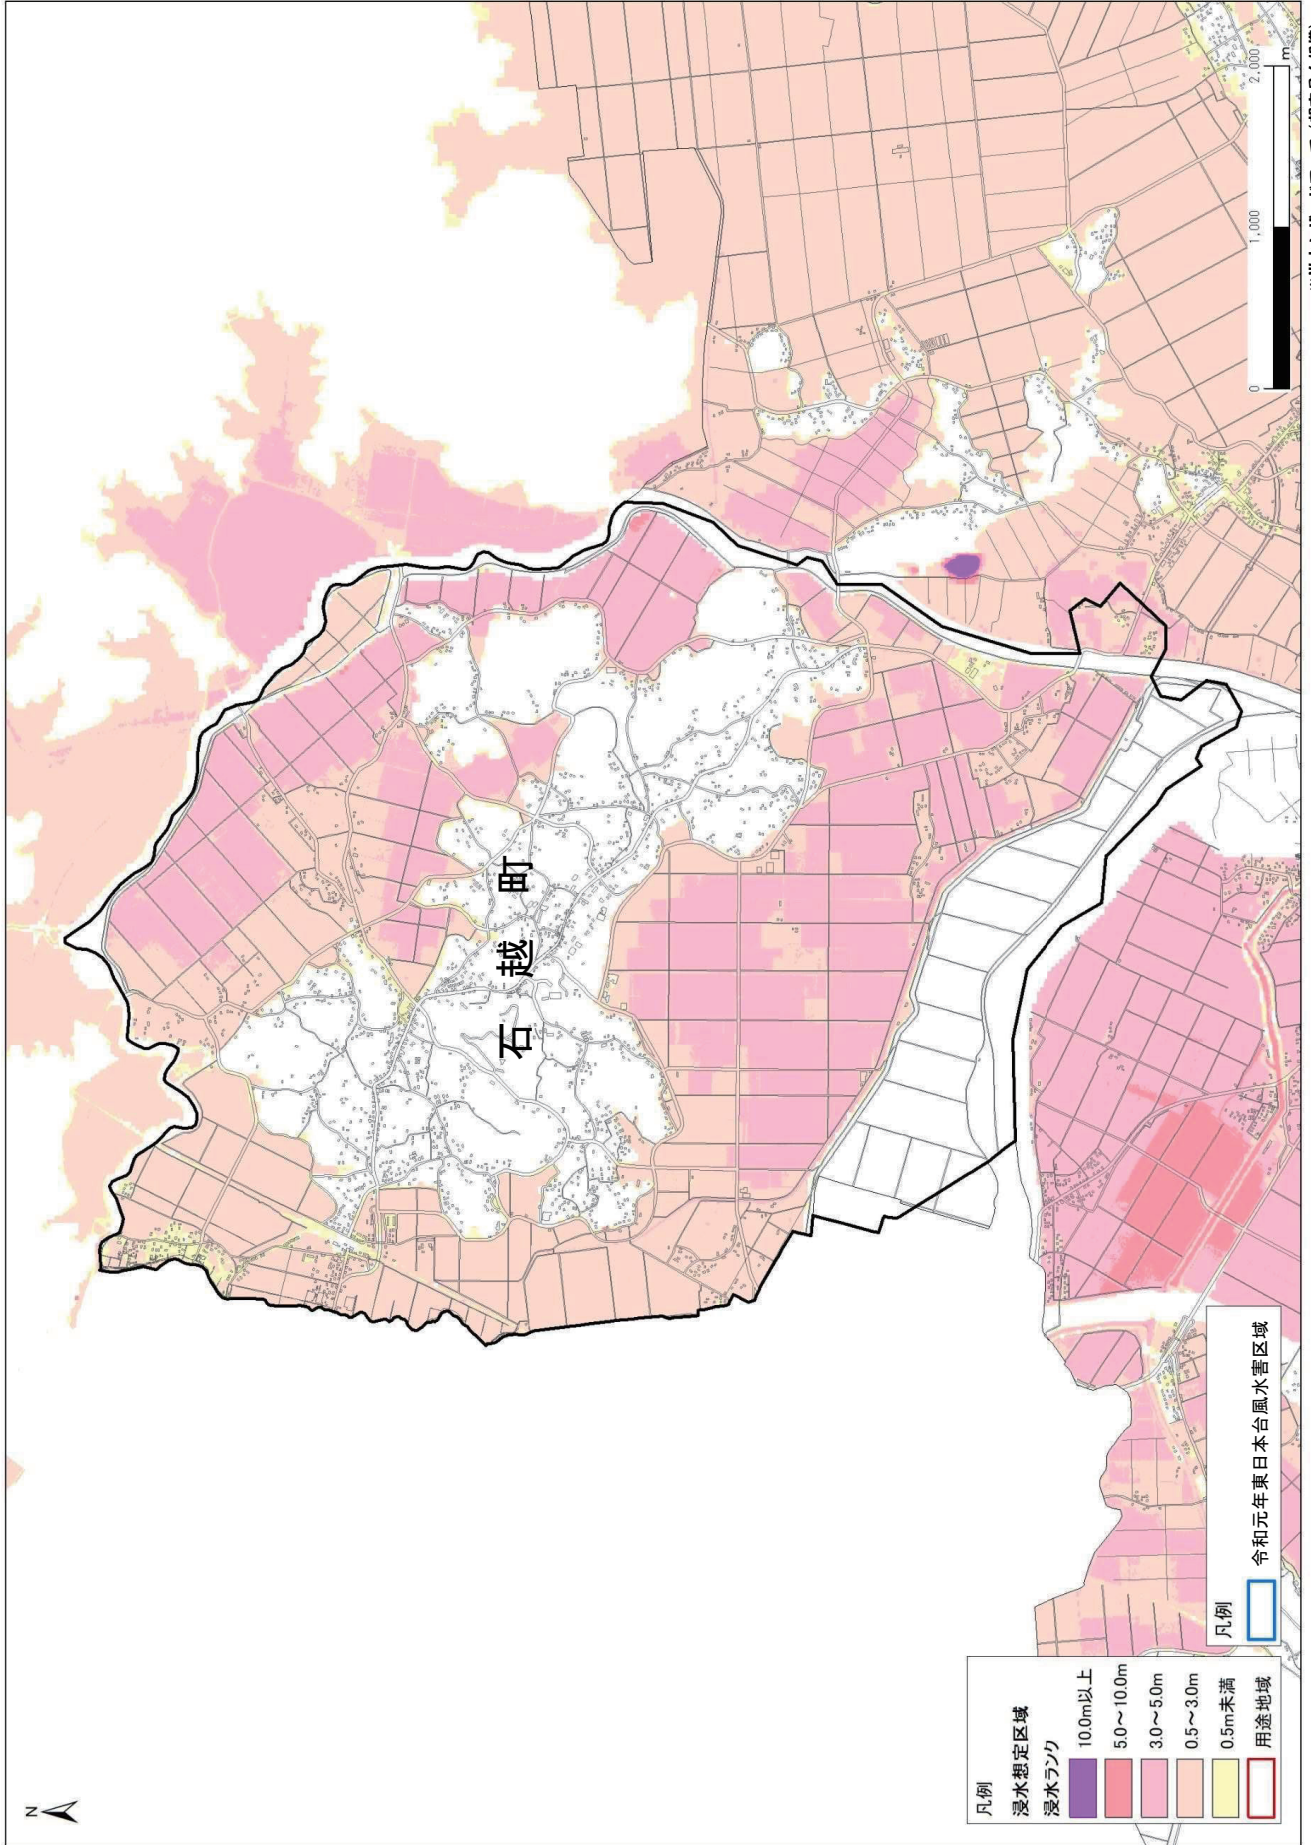 N
石越町
凡例
浸水想定区域
浸水ランク
10.0m以上
5.0～10.0m
3.0～5.0m
0.5～3.0m
0.5m未満
用途地域
凡例
令和元年東日本台風水害区域
0
1,000
2,000
m